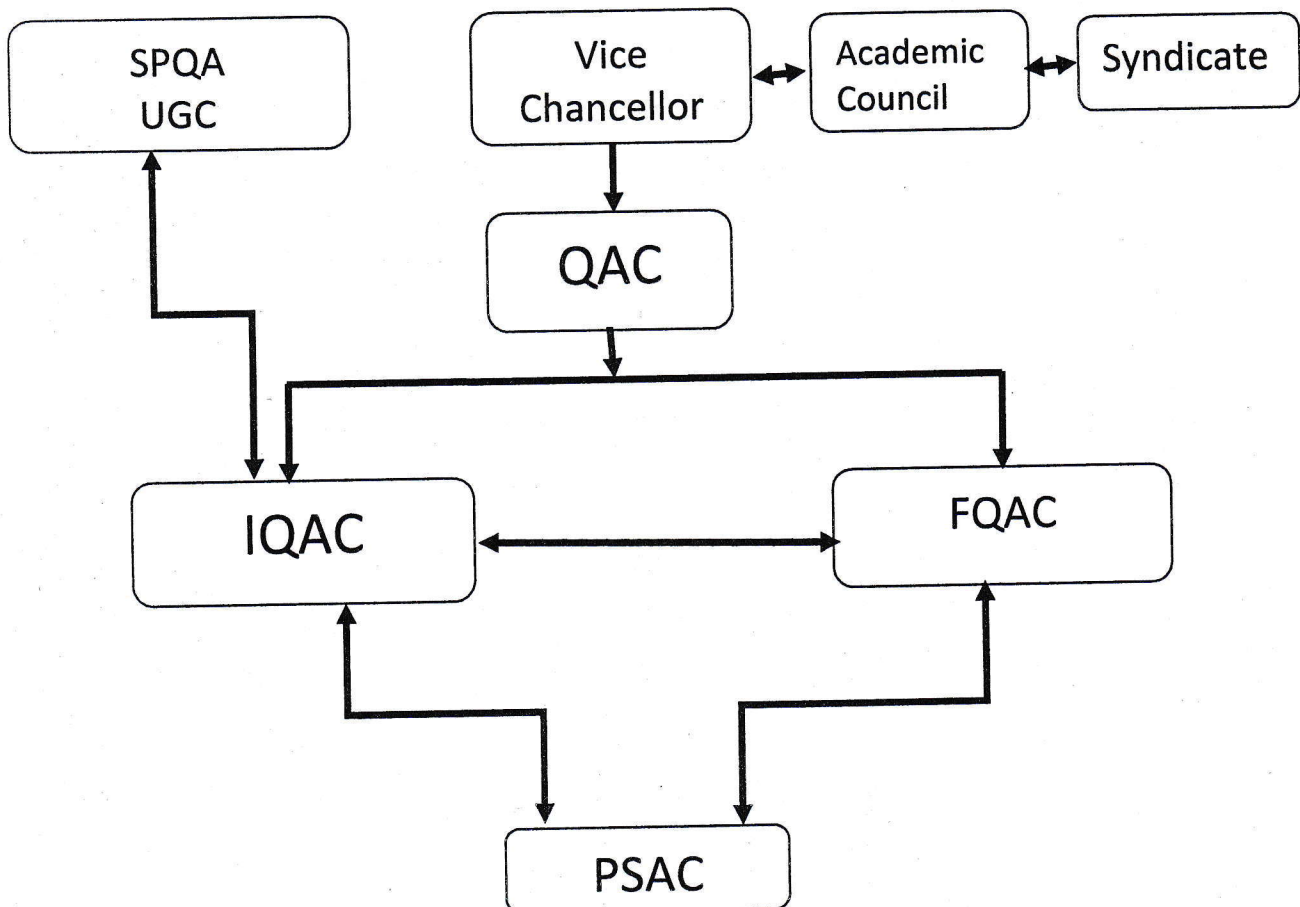 SPQA
UGC
Vice
Chancellor
Academic
Council
Syndicate
QAC
IQAC
FQAC
PSAC